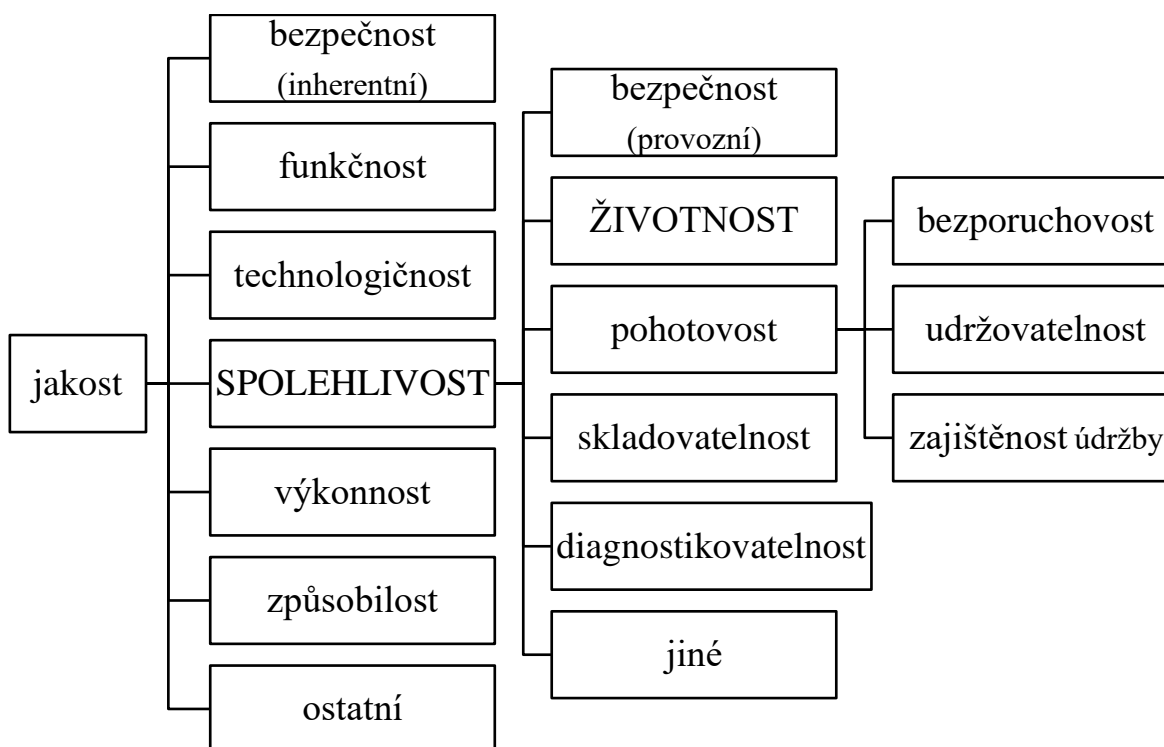 jakost
bezpečnost
(inherentní)
funkčnost
technologičnost
SPOLEHLIVOST
výkonnost
způsobilost
ostatní
bezpečnost
(provozní)
ŽIVOTNOST
pohotovost
skladovatelnost
diagnostikovatelnost
jiné
bezporuchovost
udržovatelnost
zajištěnost údržby